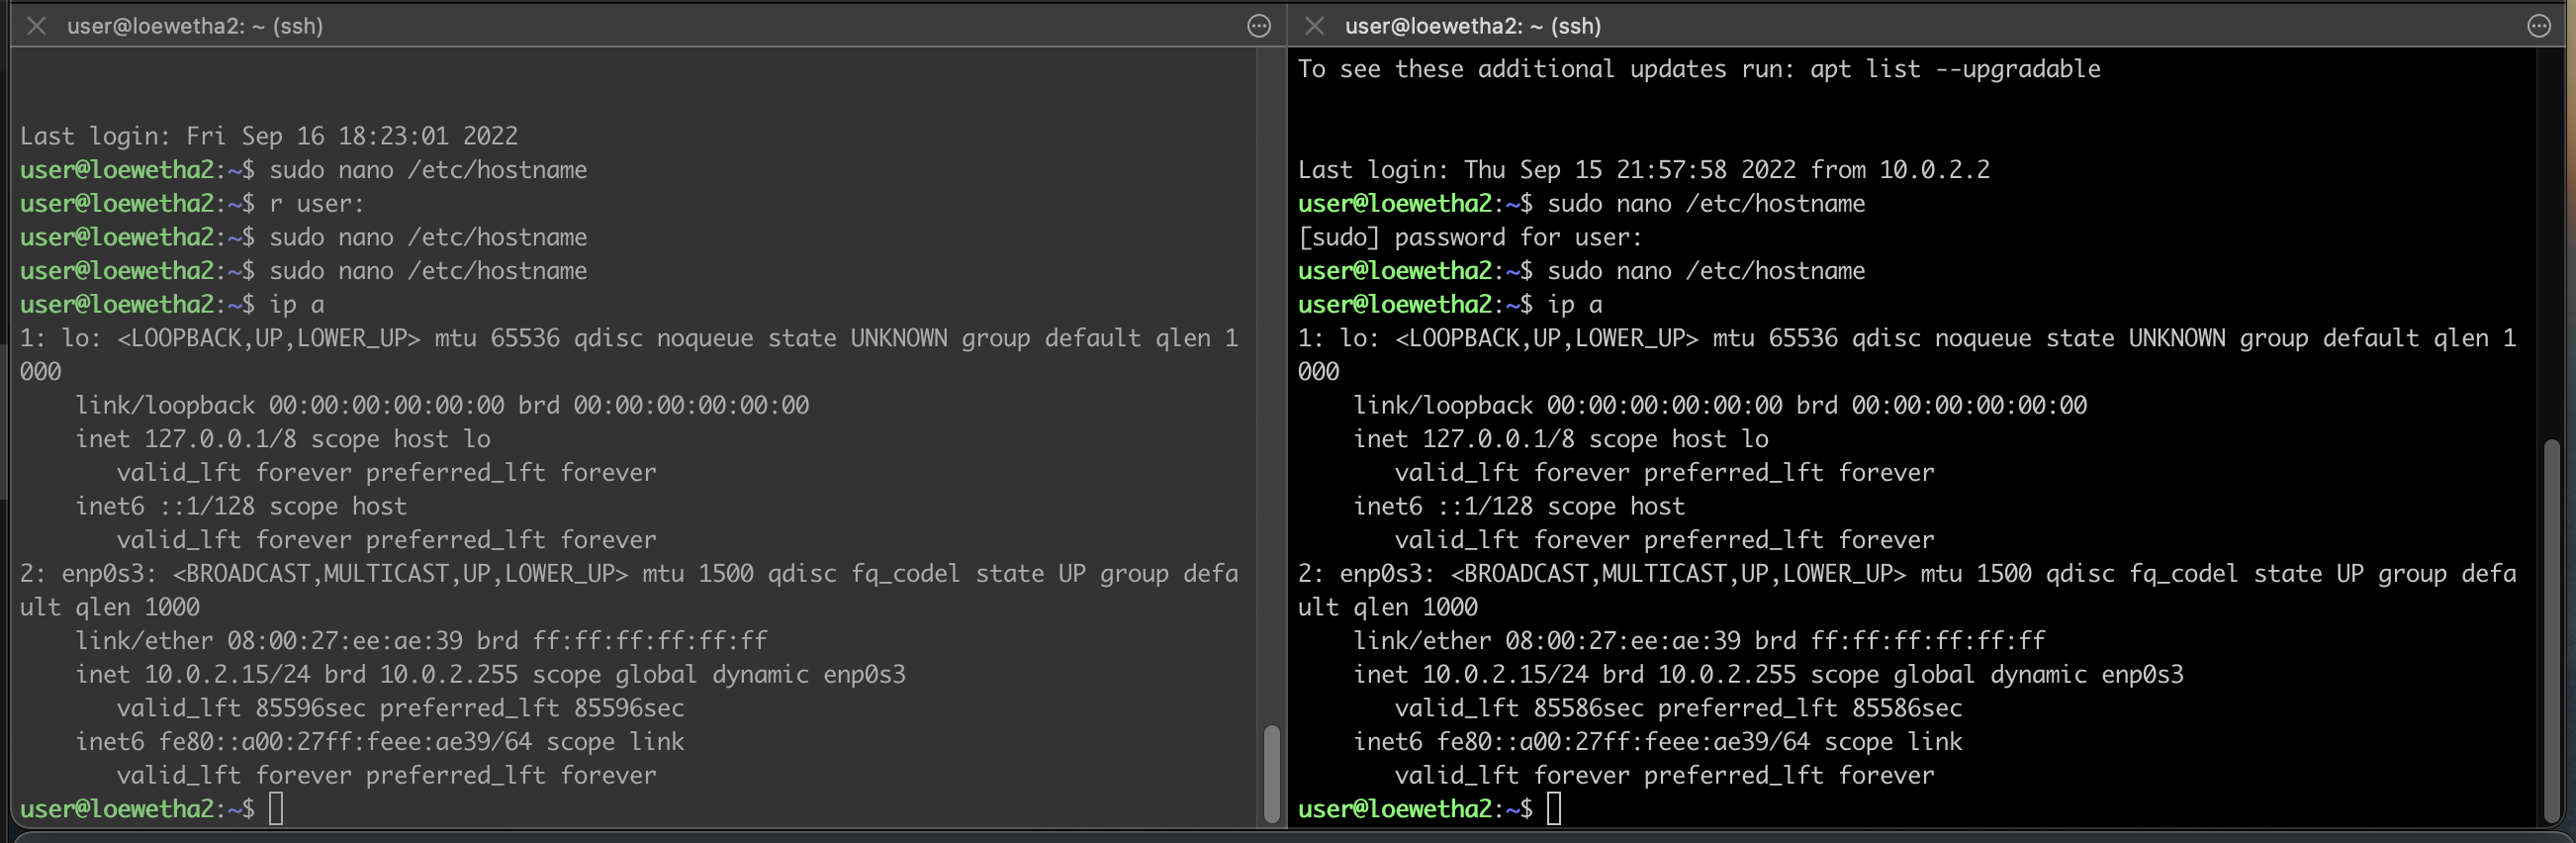 user@loewetha2: ~ (ssh)
Last login: Fri Sep 16 18:23:01 2022
user@loewetha2:~$ sudo nano /etc/hostname
user@loewetha2:~$ r user:
user@loewetha2:~$ sudo nano /etc/hostname
user@loewetha2:~$ sudo nano /etc/hostname
user@loewetha2:~$ ip a
1: lo: <LOOPBACK,UP,LOWER_UP> mtu 65536 qdisc noqueue state UNKNOWN group default qlen 1
000
    link/loopback 00:00:00:00:00:00 brd 00:00:00:00:00:00
    inet 127.0.0.1/8 scope host lo
       valid_lft forever preferred_lft forever
    inet6 ::1/128 scope host
       valid_lft forever preferred_lft forever
2: enp0s3: <BROADCAST,MULTICAST,UP,LOWER_UP> mtu 1500 qdisc fq_codel state UP group defa
ult qlen 1000
    link/ether 08:00:27:ee:ae:39 brd ff:ff:ff:ff:ff:ff
    inet 10.0.2.15/24 brd 10.0.2.255 scope global dynamic enp0s3
       valid_lft 85596sec preferred_lft 85596sec
    inet6 fe80::a00:27ff:feee:ae39/64 scope link
       valid_lft forever preferred_lft forever
user@loewetha2:~$
user@loewetha2: ~ (ssh)
To see these additional updates run: apt list --upgradable
Last login: Thu Sep 15 21:57:58 2022 from 10.0.2.2
user@loewetha2:~$ sudo nano /etc/hostname
[sudo] password for user:
user@loewetha2:~$ sudo nano /etc/hostname
user@loewetha2:~$ ip a
1: lo: <LOOPBACK,UP,LOWER_UP> mtu 65536 qdisc noqueue state UNKNOWN group default qlen 1
000
    link/loopback 00:00:00:00:00:00 brd 00:00:00:00:00:00
    inet 127.0.0.1/8 scope host lo
       valid_lft forever preferred_lft forever
    inet6 ::1/128 scope host
       valid_lft forever preferred_lft forever
2: enp0s3: <BROADCAST,MULTICAST,UP,LOWER_UP> mtu 1500 qdisc fq_codel state UP group defa
ult qlen 1000
    link/ether 08:00:27:ee:ae:39 brd ff:ff:ff:ff:ff:ff
    inet 10.0.2.15/24 brd 10.0.2.255 scope global dynamic enp0s3
       valid_lft 85586sec preferred_lft 85586sec
    inet6 fe80::a00:27ff:feee:ae39/64 scope link
       valid_lft forever preferred_lft forever
user@loewetha2:~$